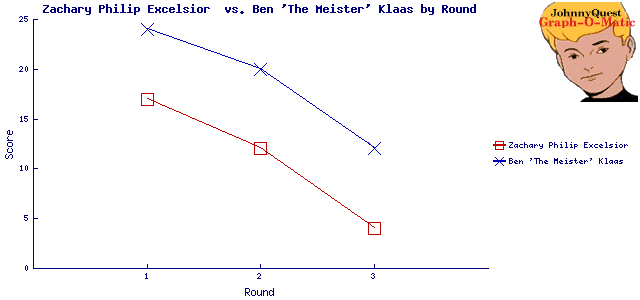 Zachary Philip Excelsior  vs. Ben 'The Meister' Klaas by Round
JohnnyQuest
Graph-O-Matic
25
20
15
10
5
0
Score
1
2
3
Round
Zachary Philip Excelsior
Ben 'The Meister' Klaas